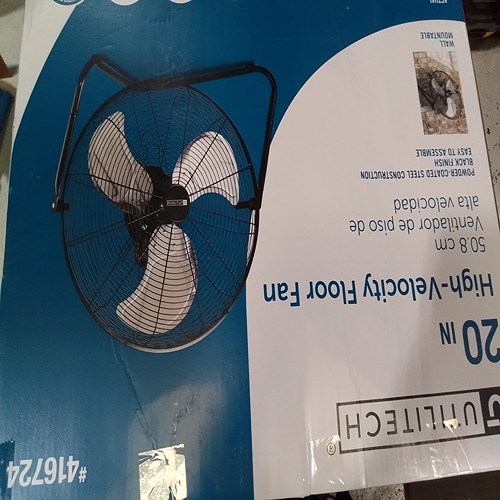 #416724
UTILITECH®
20 IN
High-Velocity Floor Fan
50.8 cm
Ventilador de piso de
alta velocidad
POWDER-COATED STEEL CONSTRUCTION
BLACK FINISH
EASY TO ASSEMBLE
WALL
MOUNTABLE
ACTUAL